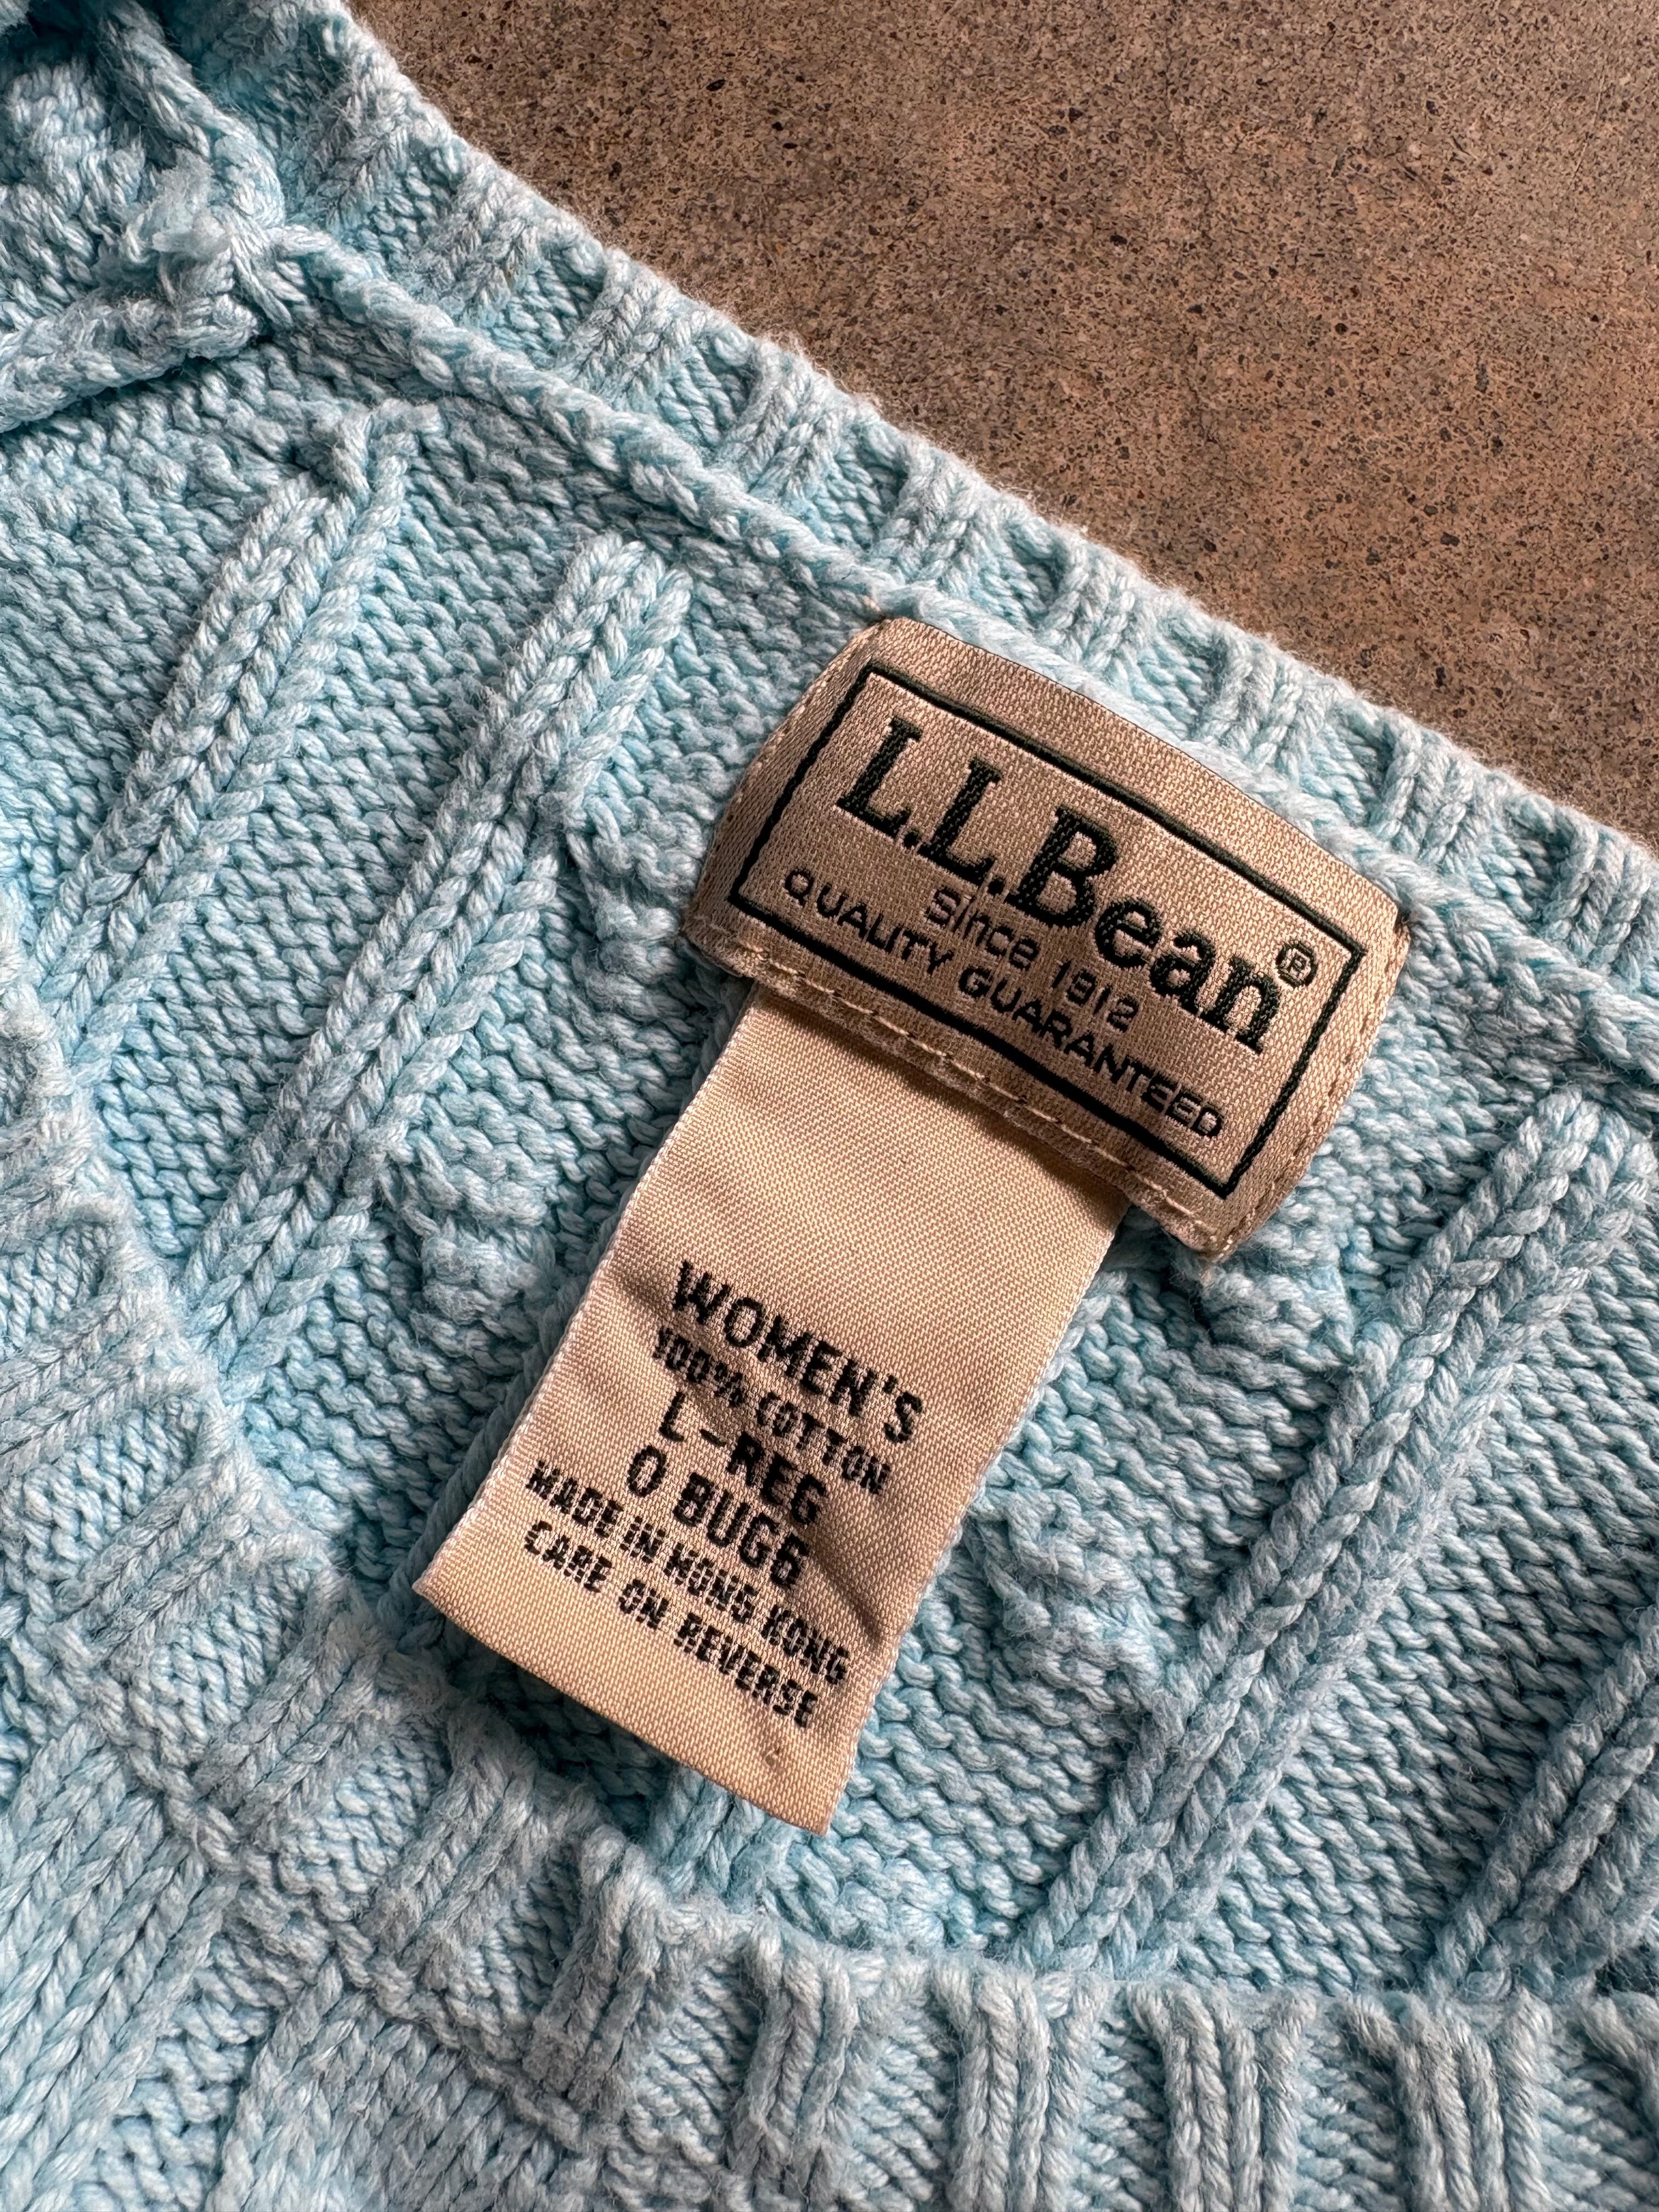 L.L.Bean®
Since 1912
QUALITY GUARANTEED
WOMEN'S
100% COTTON
L-REG
0 BUG6
MADE IN HONG KONG
CARE ON REVERSE